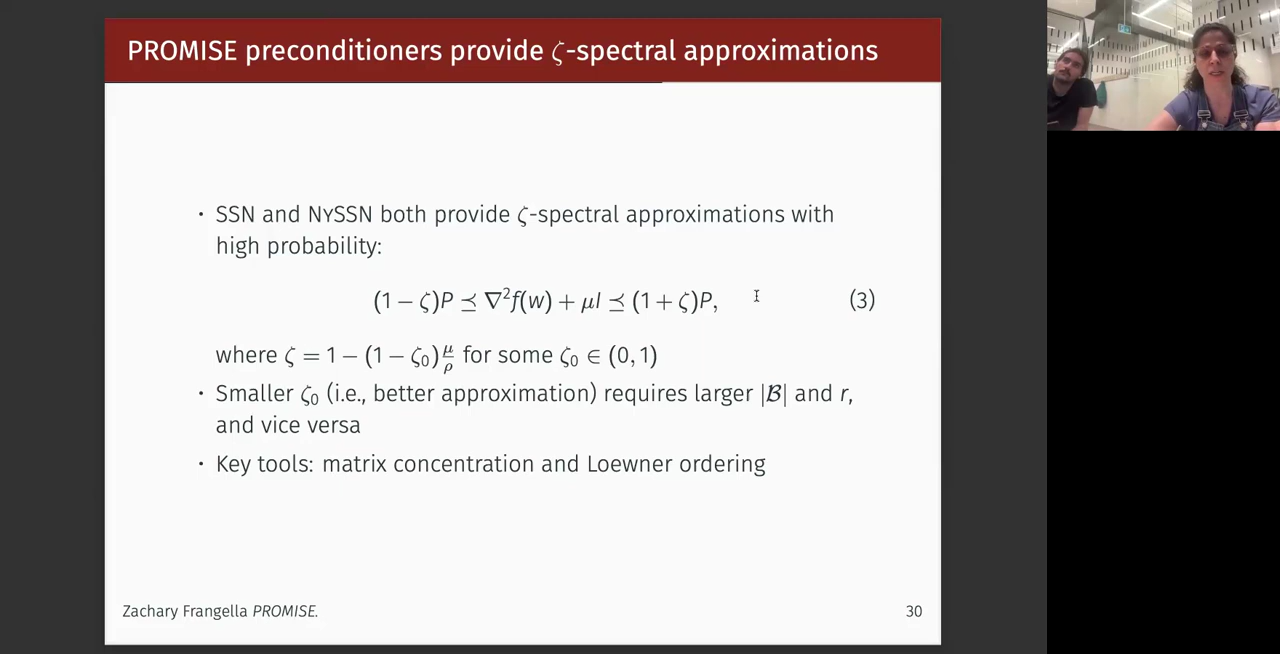 PROMISE preconditioners provide ζ-spectral approximations
· SSN and NySSN both provide ζ-spectral approximations with
high probability:
(1 − ζ)P ⪯ ∇²f(w) + μI ⪯ (1 + ζ)P, (3)
where ζ = 1 − (1 − ζ₀)μ/ρ for some ζ₀ ∈ (0, 1)
· Smaller ζ₀ (i.e., better approximation) requires larger |ℬ| and r,
and vice versa
· Key tools: matrix concentration and Loewner ordering
Zachary Frangella PROMISE. 30